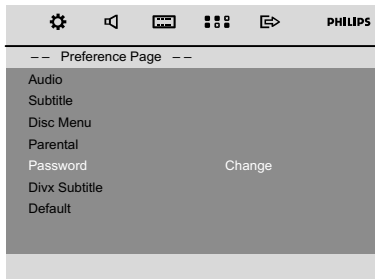 PHILIPS
-- Preference Page --
Audio
Subtitle
Disc Menu
Parental
Password Change
Divx Subtitle
Default